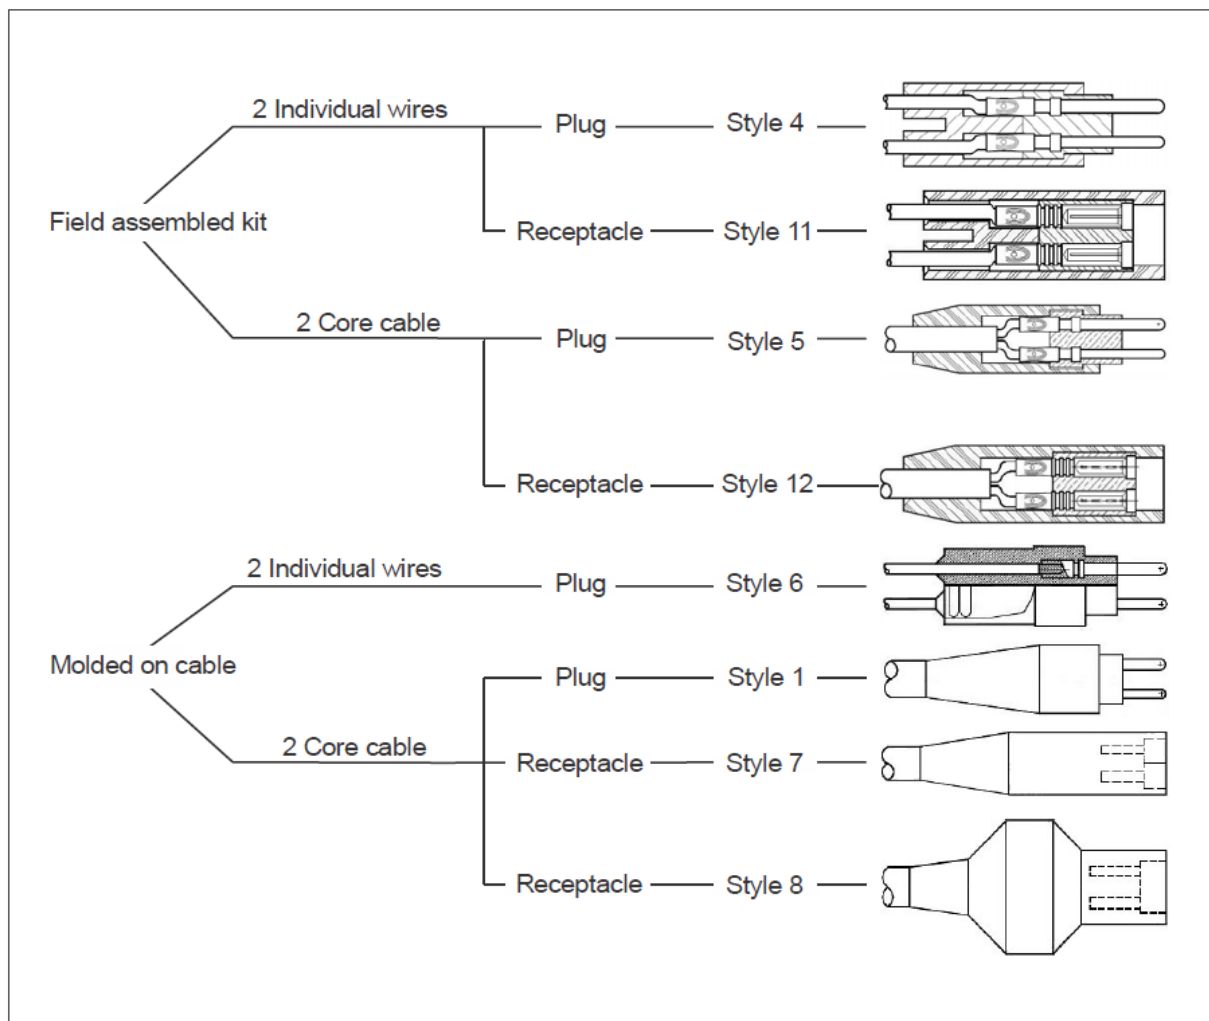 2 Individual wires
Plug
Style 4
Field assembled kit
Receptacle
Style 11
2 Core cable
Plug
Style 5
Receptacle
Style 12
2 Individual wires
Plug
Style 6
Molded on cable
Plug
Style 1
2 Core cable
Receptacle
Style 7
Receptacle
Style 8